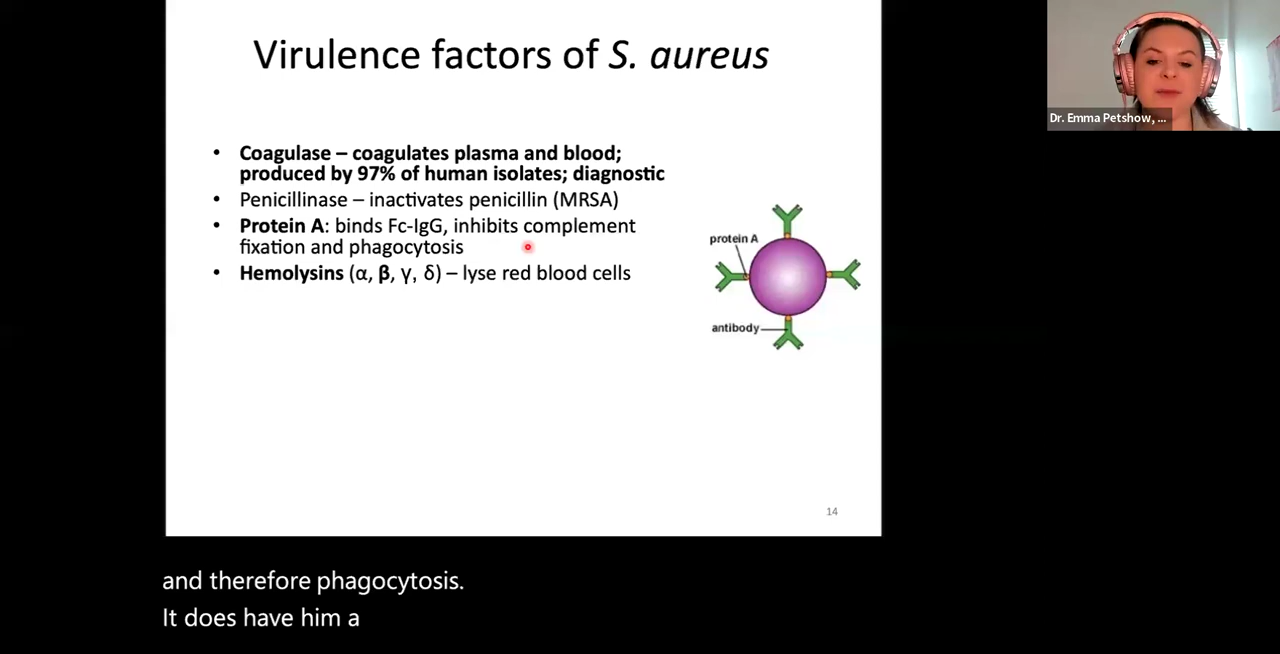 Virulence factors of S. aureus
Dr. Emma Petshow, ...
• Coagulase – coagulates plasma and blood;
produced by 97% of human isolates; diagnostic
• Penicillinase – inactivates penicillin (MRSA)
• Protein A: binds Fc-IgG, inhibits complement
fixation and phagocytosis
• Hemolysins (α, β, γ, δ) – lyse red blood cells
protein A
antibody
14
and therefore phagocytosis.
It does have him a